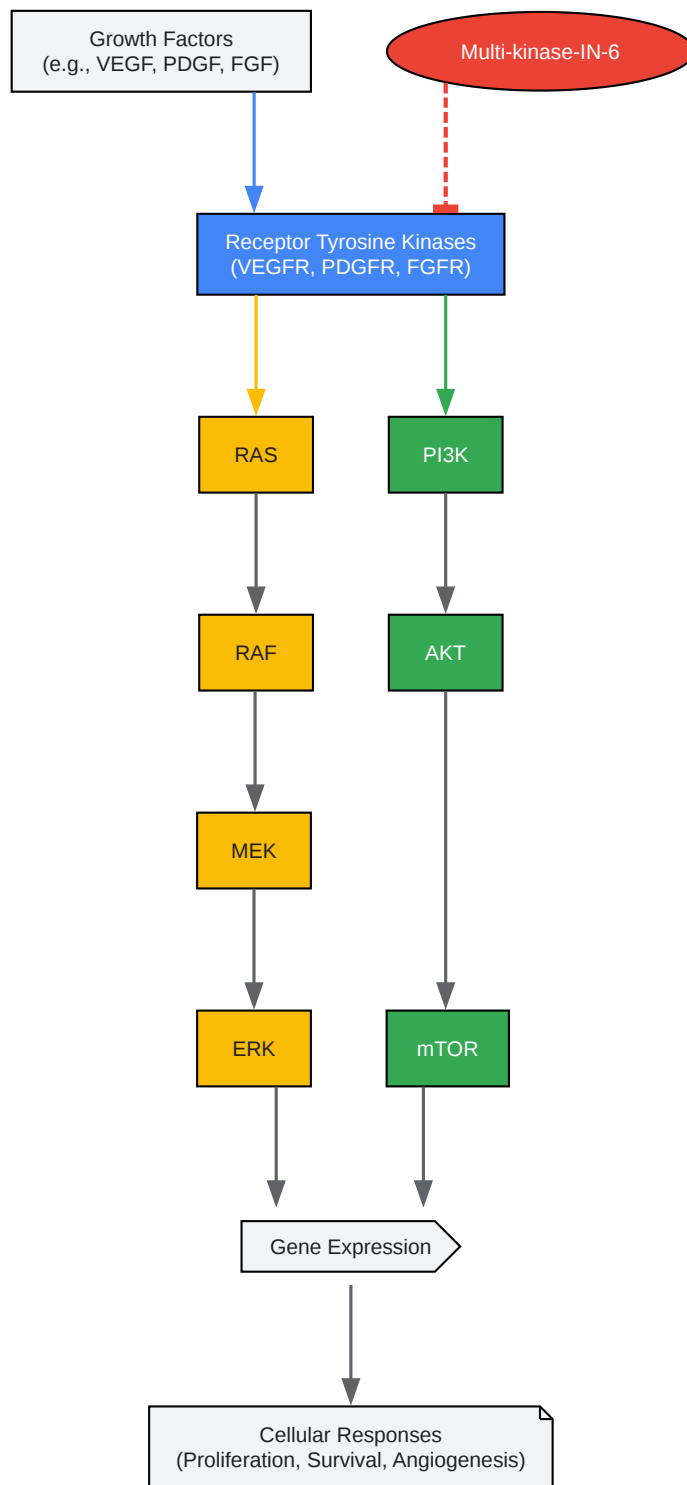 Growth Factors
(e.g., VEGF, PDGF, FGF)
Multi-kinase-IN-6
Receptor Tyrosine Kinases
(VEGFR, PDGFR, FGFR)
RAS
PI3K
RAF
AKT
MEK
ERK
mTOR
Gene Expression
Cellular Responses
(Proliferation, Survival, Angiogenesis)